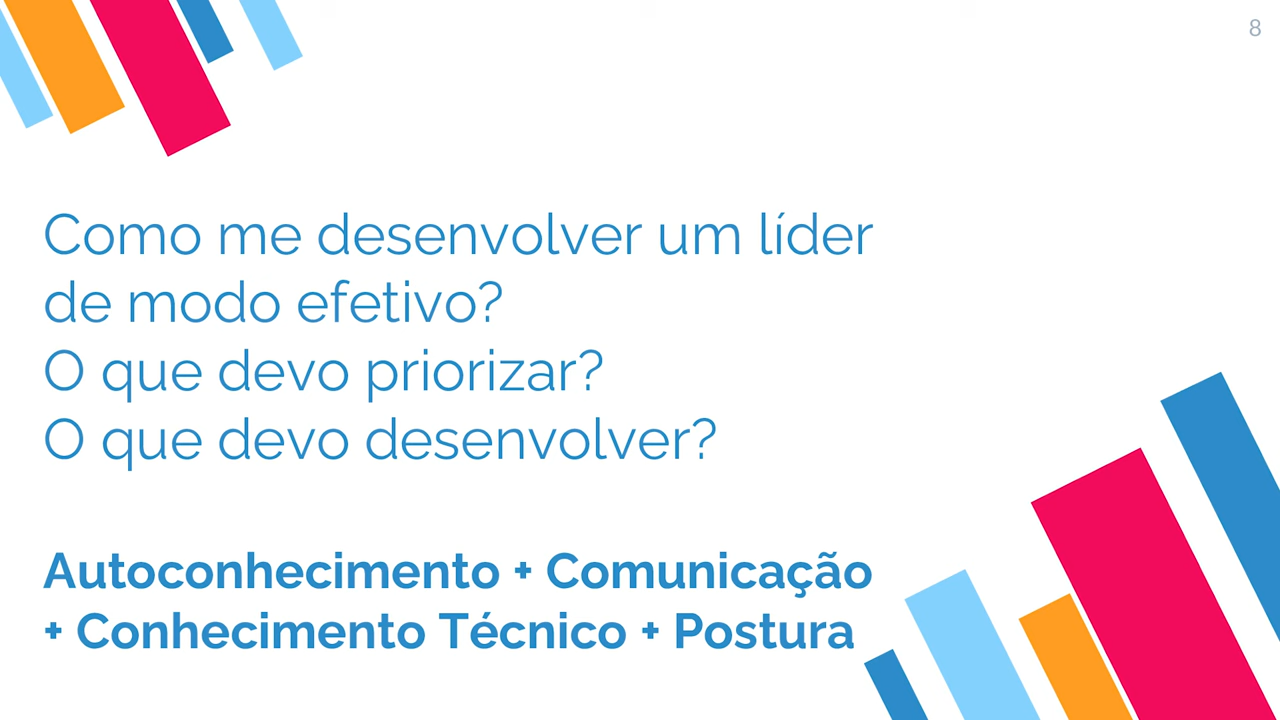 8
Como me desenvolver um líder
de modo efetivo?
O que devo priorizar?
O que devo desenvolver?
Autoconhecimento + Comunicação
+ Conhecimento Técnico + Postura